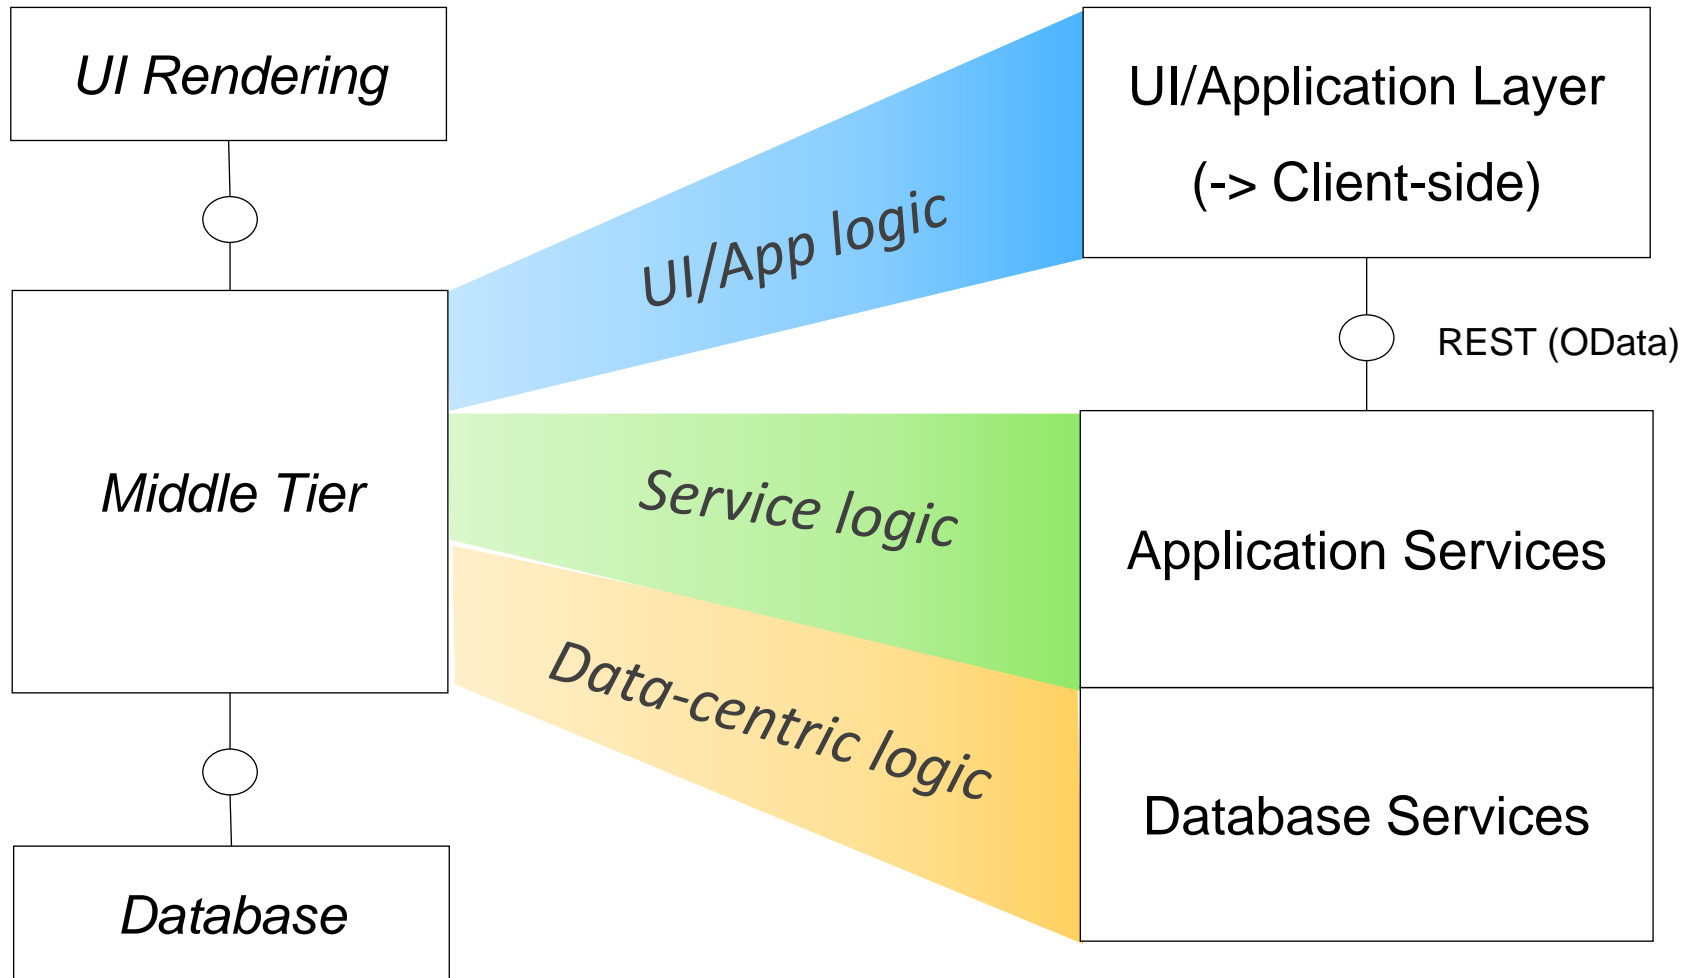 UI Rendering
Middle Tier
Database
UI/App logic
Service logic
Data-centric logic
UI/Application Layer
(-> Client-side)
REST (OData)
Application Services
Database Services